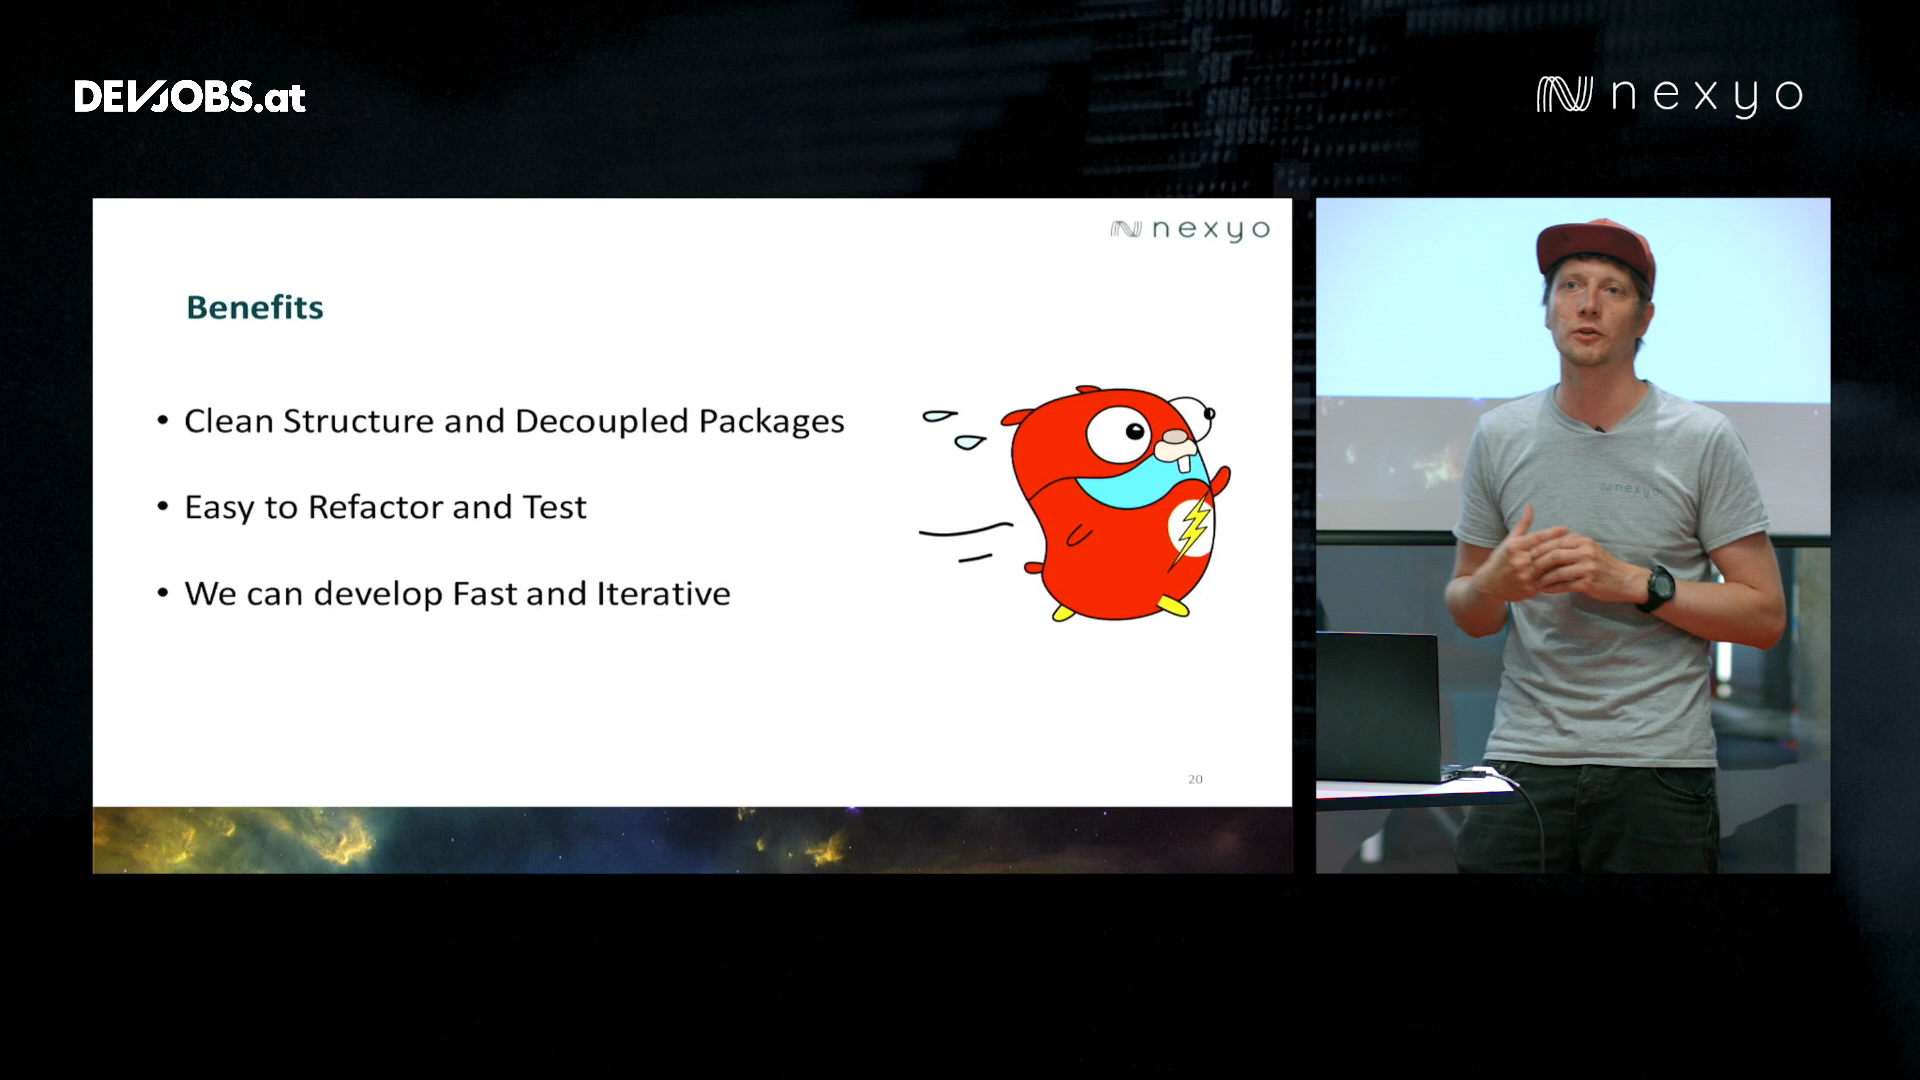 DEVJOBS.at
nexyo
nexyo
Benefits
• Clean Structure and Decoupled Packages
• Easy to Refactor and Test
• We can develop Fast and Iterative
20
nexyo